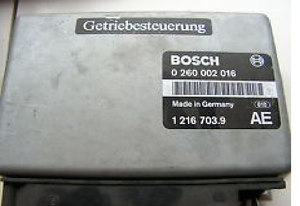 Getriebesteuerung
BOSCH
0 260 002 016
Made in Germany
1 216 703.9 AE